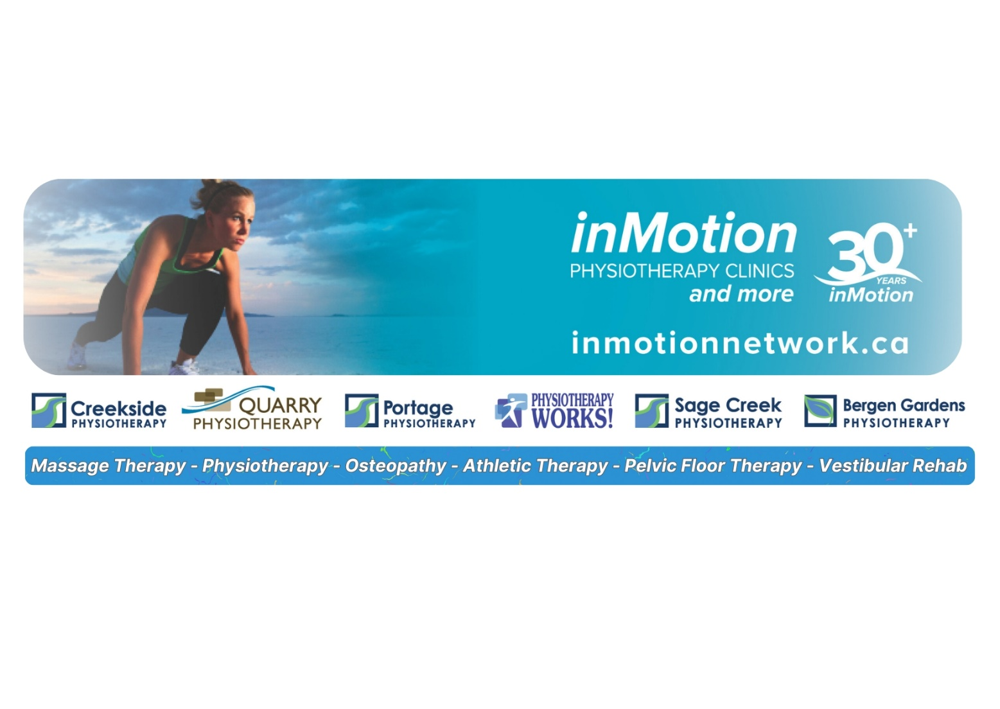 inMotion
PHYSIOTHERAPY CLINICS
and more
30+
YEARS
inMotion
inmotionnetwork.ca
Creekside
PHYSIOTHERAPY
QUARRY
PHYSIOTHERAPY
Portage
PHYSIOTHERAPY
PHYSIOTHERAPY
WORKS!
Sage Creek
PHYSIOTHERAPY
Bergen Gardens
PHYSIOTHERAPY
Massage Therapy - Physiotherapy - Osteopathy - Athletic Therapy - Pelvic Floor Therapy - Vestibular Rehab